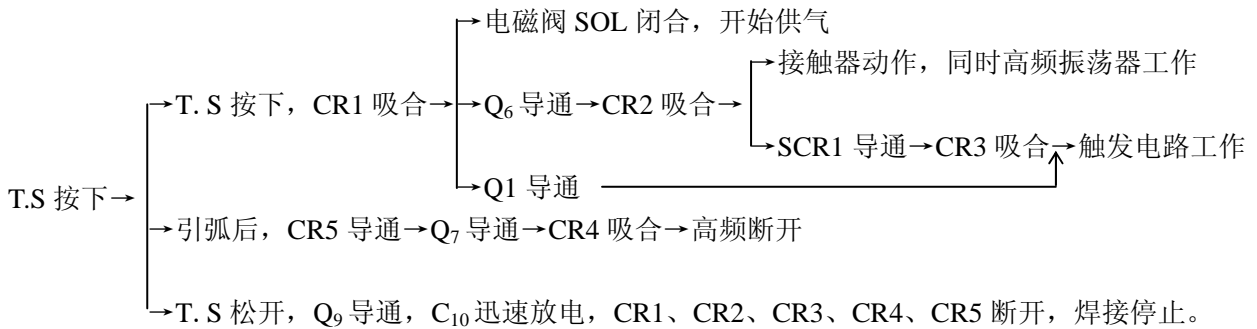 →电磁阀 SOL 闭合，开始供气
→接触器动作，同时高频振荡器工作
→T. S 按下，CR1 吸合→ →Q₆ 导通→CR2 吸合→
→SCR1 导通→CR3 吸合→触发电路工作
→Q1 导通
T.S 按下→
→引弧后，CR5 导通→Q₇ 导通→CR4 吸合→高频断开
→T. S 松开，Q₉ 导通，C₁₀ 迅速放电，CR1、CR2、CR3、CR4、CR5 断开，焊接停止。